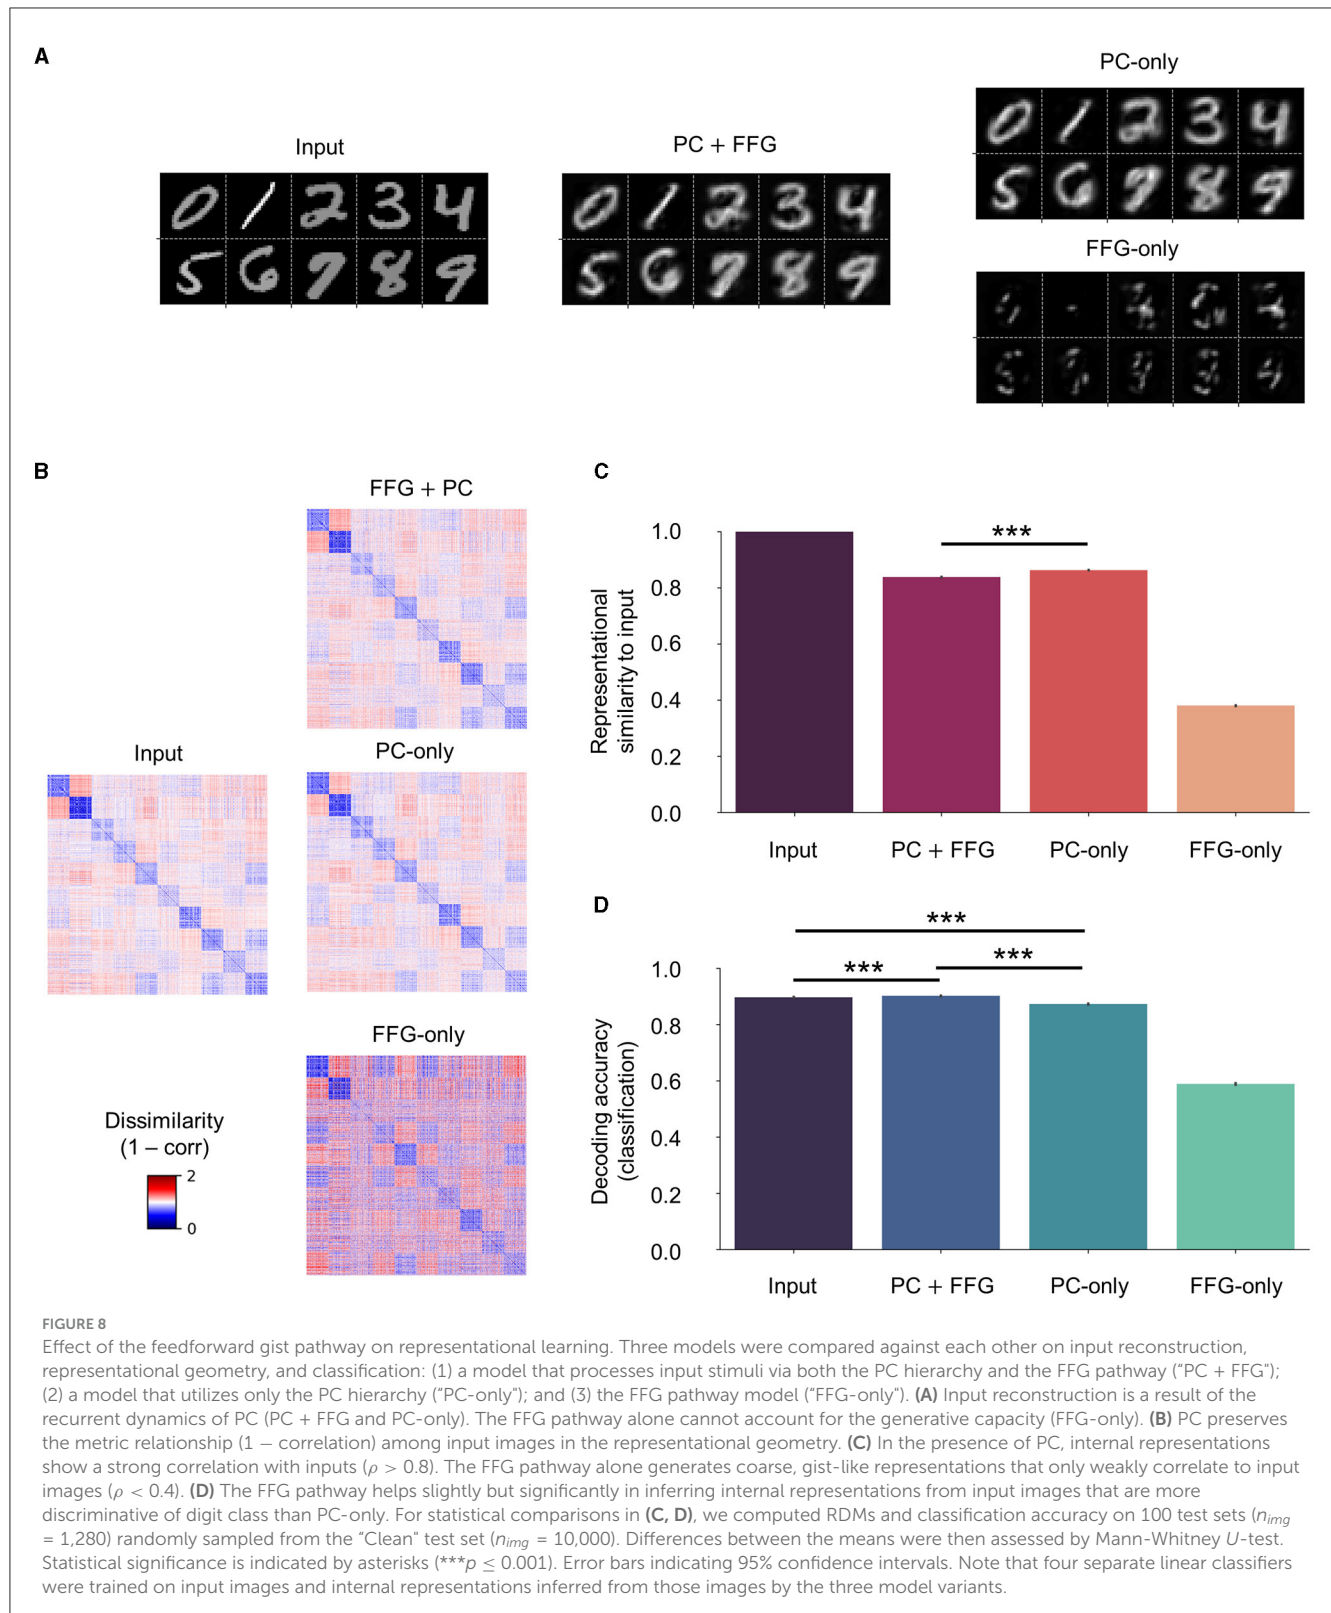 A
Input
PC + FFG
PC-only
FFG-only
B
FFG + PC
Input
PC-only
FFG-only
Dissimilarity
(1 − corr)
2
0
C
Representational
similarity to input
1.0
0.8
0.6
0.4
0.2
0.0
***
Input
PC + FFG
PC-only
FFG-only
D
Decoding accuracy
(classification)
1.0
0.8
0.6
0.4
0.2
0.0
***
***
***
Input
PC + FFG
PC-only
FFG-only
FIGURE 8
Effect of the feedforward gist pathway on representational learning. Three models were compared against each other on input reconstruction,
representational geometry, and classification: (1) a model that processes input stimuli via both the PC hierarchy and the FFG pathway (“PC + FFG”);
(2) a model that utilizes only the PC hierarchy (“PC-only”); and (3) the FFG pathway model (“FFG-only”). (A) Input reconstruction is a result of the
recurrent dynamics of PC (PC + FFG and PC-only). The FFG pathway alone cannot account for the generative capacity (FFG-only). (B) PC preserves
the metric relationship (1 − correlation) among input images in the representational geometry. (C) In the presence of PC, internal representations
show a strong correlation with inputs (ρ > 0.8). The FFG pathway alone generates coarse, gist-like representations that only weakly correlate to input
images (ρ < 0.4). (D) The FFG pathway helps slightly but significantly in inferring internal representations from input images that are more
discriminative of digit class than PC-only. For statistical comparisons in (C, D), we computed RDMs and classification accuracy on 100 test sets (nimg
= 1,280) randomly sampled from the “Clean” test set (nimg = 10,000). Differences between the means were then assessed by Mann-Whitney U-test.
Statistical significance is indicated by asterisks (***p ≤ 0.001). Error bars indicating 95% confidence intervals. Note that four separate linear classifiers
were trained on input images and internal representations inferred from those images by the three model variants.